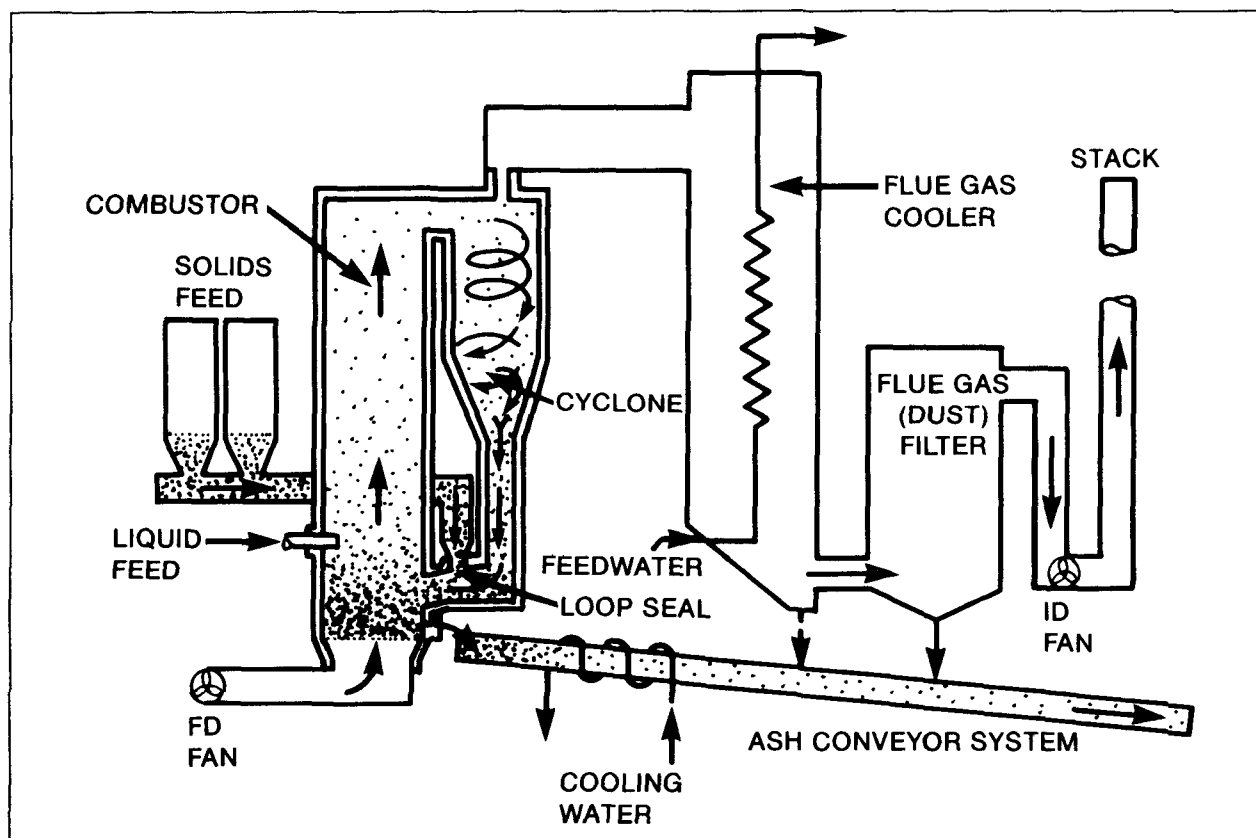 COMBUSTOR
SOLIDS
FEED
LIQUID
FEED
FD
FAN
CYCLONE
LOOP SEAL
FEEDWATER
FLUE GAS
COOLER
STACK
FLUE GAS
(DUST)
FILTER
ID
FAN
ASH CONVEYOR SYSTEM
COOLING
WATER